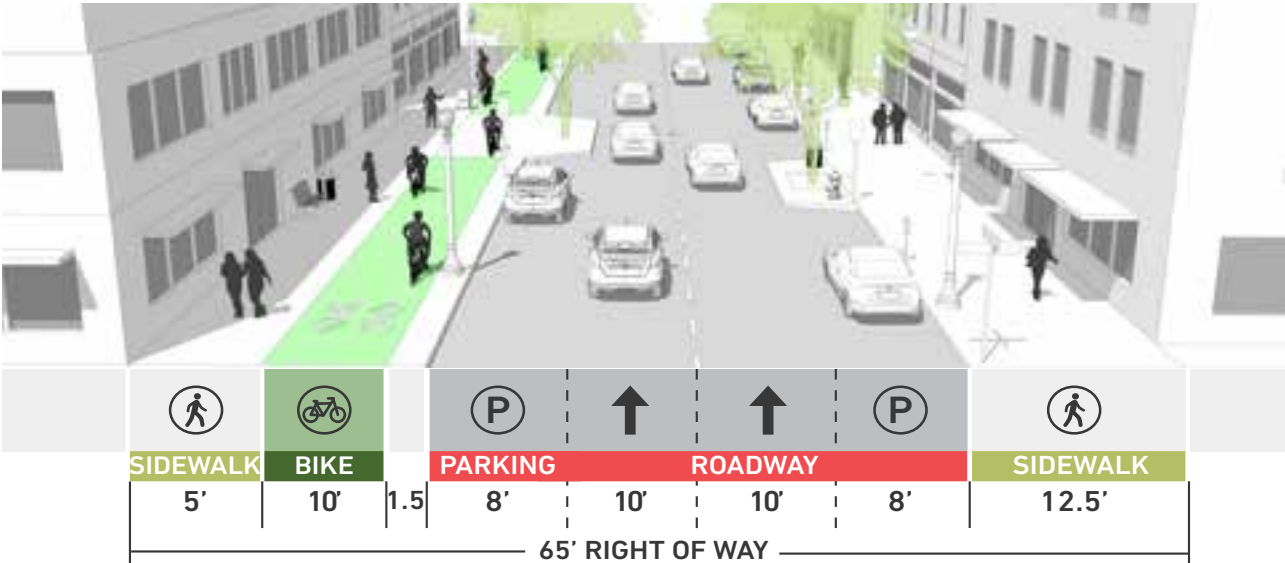 P P
SIDEWALK BIKE PARKING ROADWAY SIDEWALK
5’ 10’ 1.5 8’ 10’ 10’ 8’ 12.5’
65’ RIGHT OF WAY